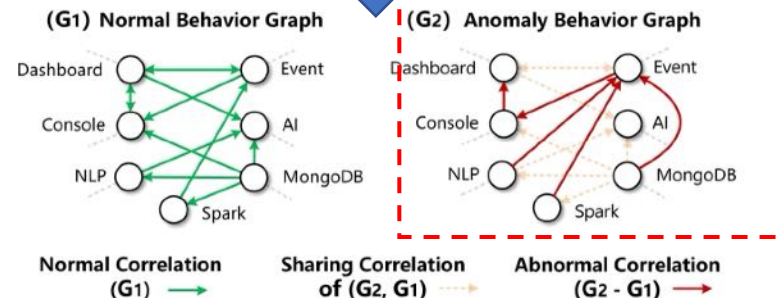 (G1) Normal Behavior Graph
Dashboard
Event
Console
AI
NLP
MongoDB
Spark
(G2) Anomaly Behavior Graph
Dashboard
Event
Console
AI
NLP
MongoDB
Spark
Normal Correlation
(G1)
Sharing Correlation
of (G2, G1)
Abnormal Correlation
(G2 - G1)